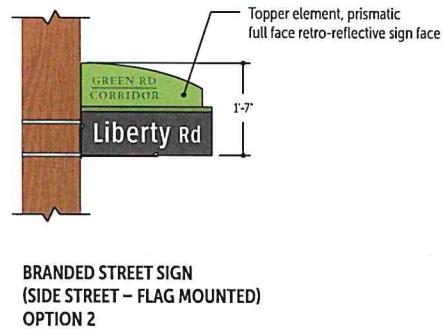 Topper element, prismatic
full face retro-reflective sign face
GREEN RD
CORRIDOR
1'-7"
Liberty RD
BRANDED STREET SIGN
(SIDE STREET – FLAG MOUNTED)
OPTION 2